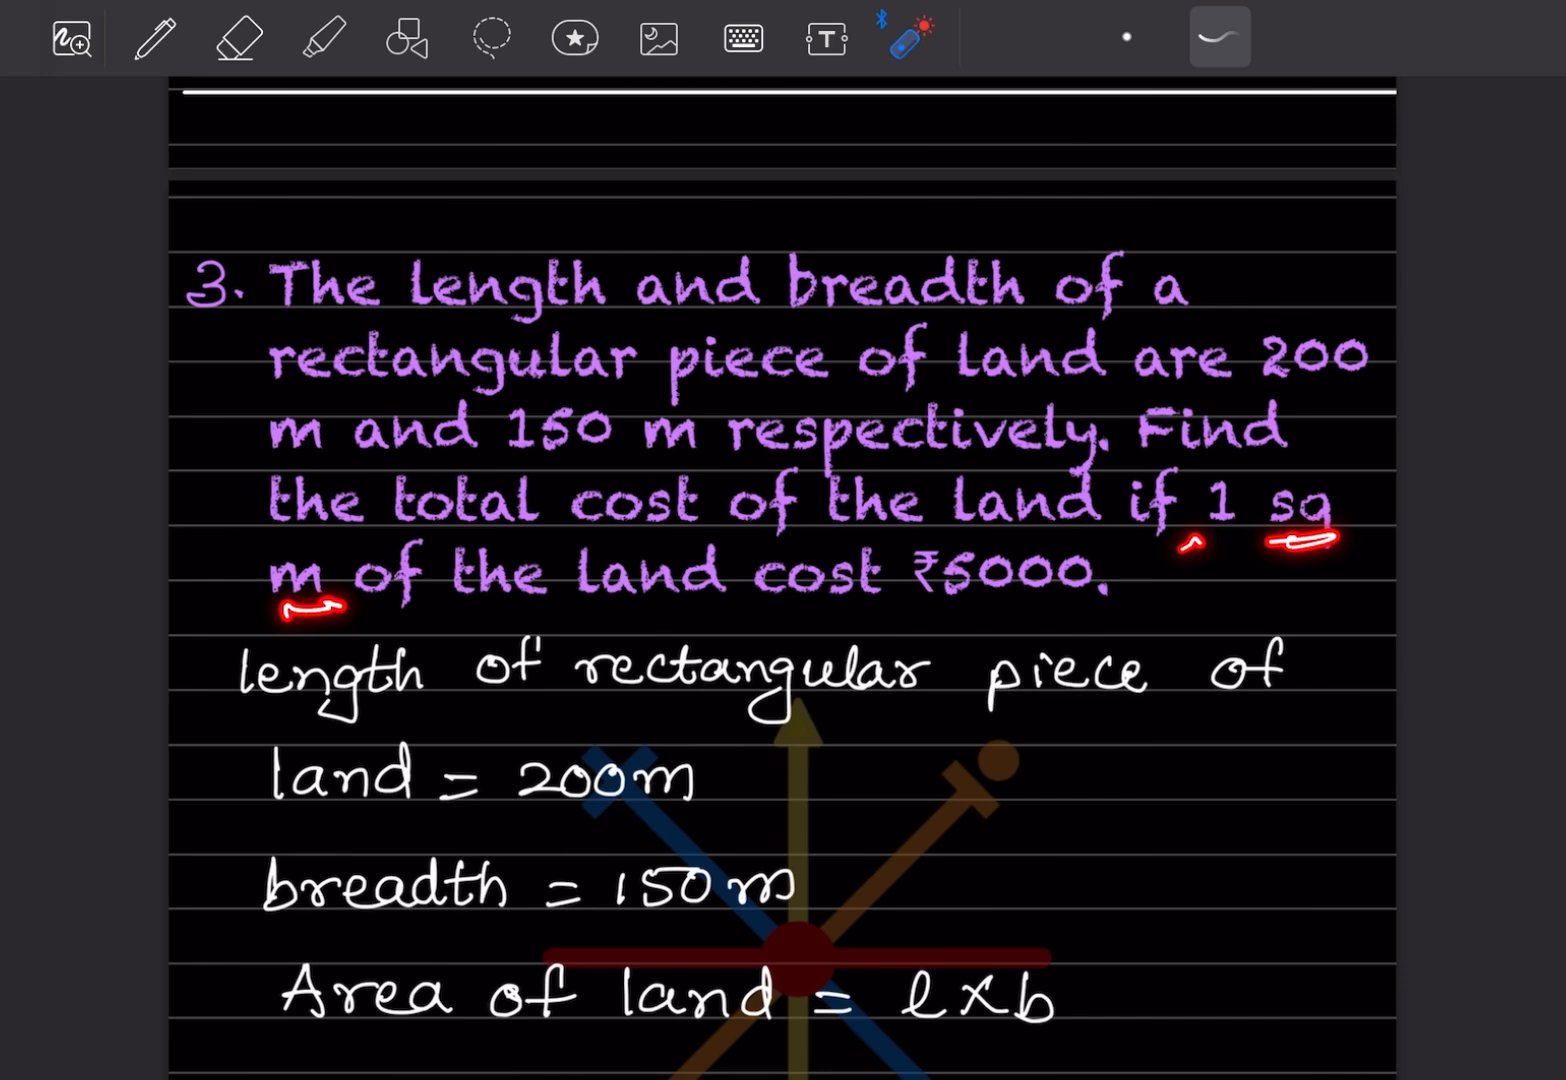 3. The length and breadth of a
rectangular piece of land are 200
m and 150 m respectively. Find
the total cost of the land if 1 sq
m of the land cost ₹5000.
length of rectangular piece of
land = 200m
breadth = 150m
Area of land = l×b